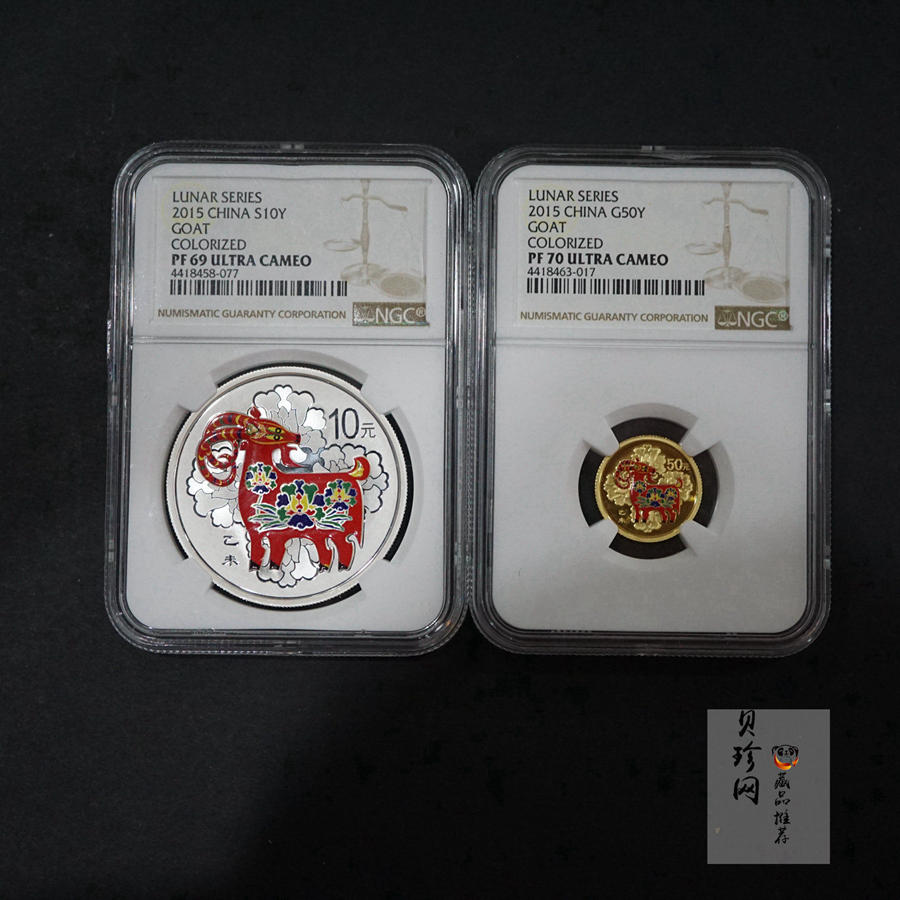 LUNAR SERIES
2015 CHINA S10Y
GOAT
COLORIZED
PF 69 ULTRA CAMEO
4418458-077
NUMISMATIC GUARANTY CORPORATION
NGC®
10元
乙
未
LUNAR SERIES
2015 CHINA G50Y
GOAT
COLORIZED
PF 70 ULTRA CAMEO
4418463-017
NUMISMATIC GUARANTY CORPORATION
NGC®
50元
乙
未
贝珍网
藏品推荐